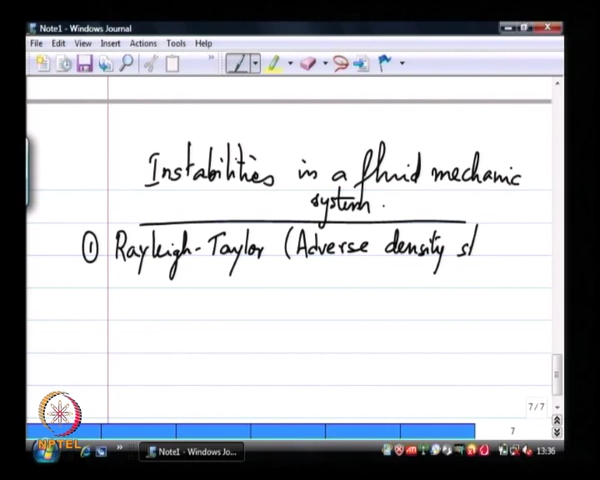 Note1 - Windows Journal
File Edit View Insert Actions Tools Help
Instabilities in a fluid mechanic
system.
① Rayleigh-Taylor (Adverse density sl
7/7
7
NPTEL
Note1 - Windows Jo...
13:36